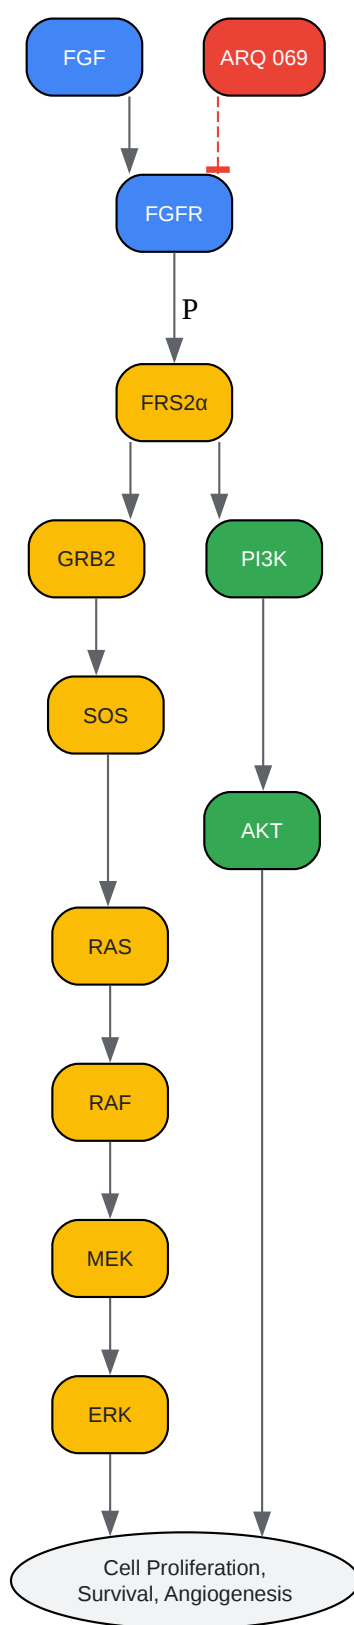 FGF
ARQ 069
FGFR
P
FRS2α
GRB2
PI3K
SOS
AKT
RAS
RAF
MEK
ERK
Cell Proliferation,
Survival, Angiogenesis